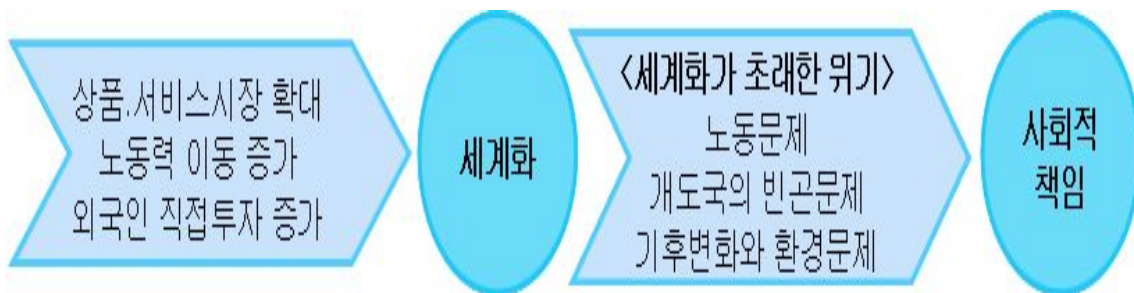 상품.서비스시장 확대
노동력 이동 증가
외국인 직접투자 증가
세계화
<세계화가 초래한 위기>
노동문제
개도국의 빈곤문제
기후변화와 환경문제
사회적
책임